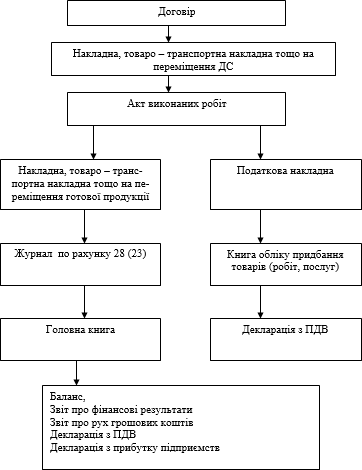 Договір
Накладна, товаро – транспортна накладна тощо на
переміщення ДС
Акт виконаних робіт
Накладна, товаро – транс-
портна накладна тощо на пе-
реміщення готової продукції
Податкова накладна
Журнал по рахунку 28 (23)
Книга обліку придбання
товарів (робіт, послуг)
Головна книга
Декларація з ПДВ
Баланс,
Звіт про фінансові результати
Звіт про рух грошових коштів
Декларація з ПДВ
Декларація з прибутку підприємств